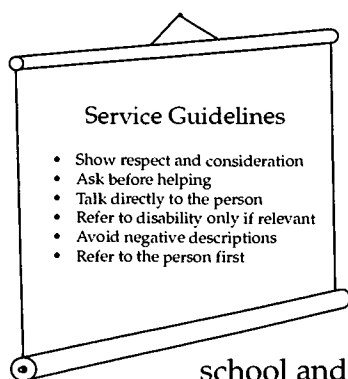 Service Guidelines
• Show respect and consideration
• Ask before helping
• Talk directly to the person
• Refer to disability only if relevant
• Avoid negative descriptions
• Refer to the person first
school and